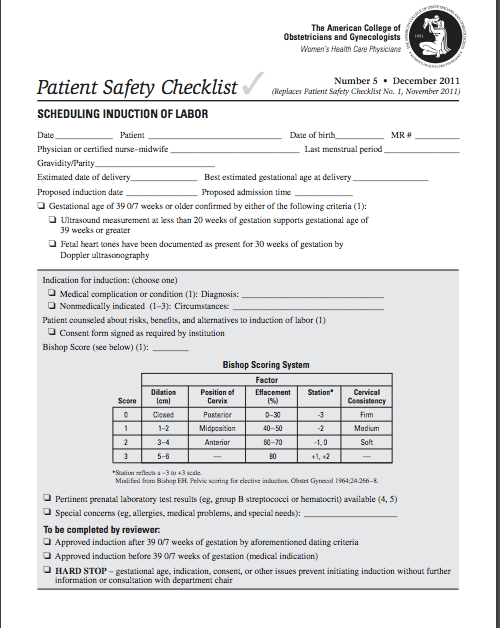 The American College of
Obstetricians and Gynecologists
Women's Health Care Physicians
Patient Safety Checklist ✓
Number 5 • December 2011
(Replaces Patient Safety Checklist No. 1, November 2011)
SCHEDULING INDUCTION OF LABOR
Date____________ Patient ____________________________ Date of birth__________ MR # __________
Physician or certified nurse–midwife ___________________________ Last menstrual period ________________
Gravidity/Parity_________________________
Estimated date of delivery______________ Best estimated gestational age at delivery________________
Proposed induction date _______________ Proposed admission time ____________
❏ Gestational age of 39 0/7 weeks or older confirmed by either of the following criteria (1):
❏ Ultrasound measurement at less than 20 weeks of gestation supports gestational age of
39 weeks or greater
❏ Fetal heart tones have been documented as present for 30 weeks of gestation by
Doppler ultrasonography
Indication for induction: (choose one)
❏ Medical complication or condition (1): Diagnosis: ______________________________
❏ Nonmedically indicated (1–3): Circumstances: ________________________________
Patient counseled about risks, benefits, and alternatives to induction of labor (1)
❏ Consent form signed as required by institution
Bishop Score (see below) (1): ________
Bishop Scoring System
Factor
Score Dilation (cm) Position of Cervix Effacement (%) Station* Cervical Consistency
0 Closed Posterior 0–30 -3 Firm
1 1–2 Midposition 40–50 -2 Medium
2 3–4 Anterior 60–70 -1, 0 Soft
3 5–6 — 80 +1, +2 —
*Station reflects a –3 to +3 scale.
Modified from Bishop EH. Pelvic scoring for elective induction. Obstet Gynecol 1964;24:266–8.
❏ Pertinent prenatal laboratory test results (eg, group B streptococci or hematocrit) available (4, 5)
❏ Special concerns (eg, allergies, medical problems, and special needs): ____________________
To be completed by reviewer:
❏ Approved induction after 39 0/7 weeks of gestation by aforementioned dating criteria
❏ Approved induction before 39 0/7 weeks of gestation (medical indication)
❏ HARD STOP – gestational age, indication, consent, or other issues prevent initiating induction without further
information or consultation with department chair